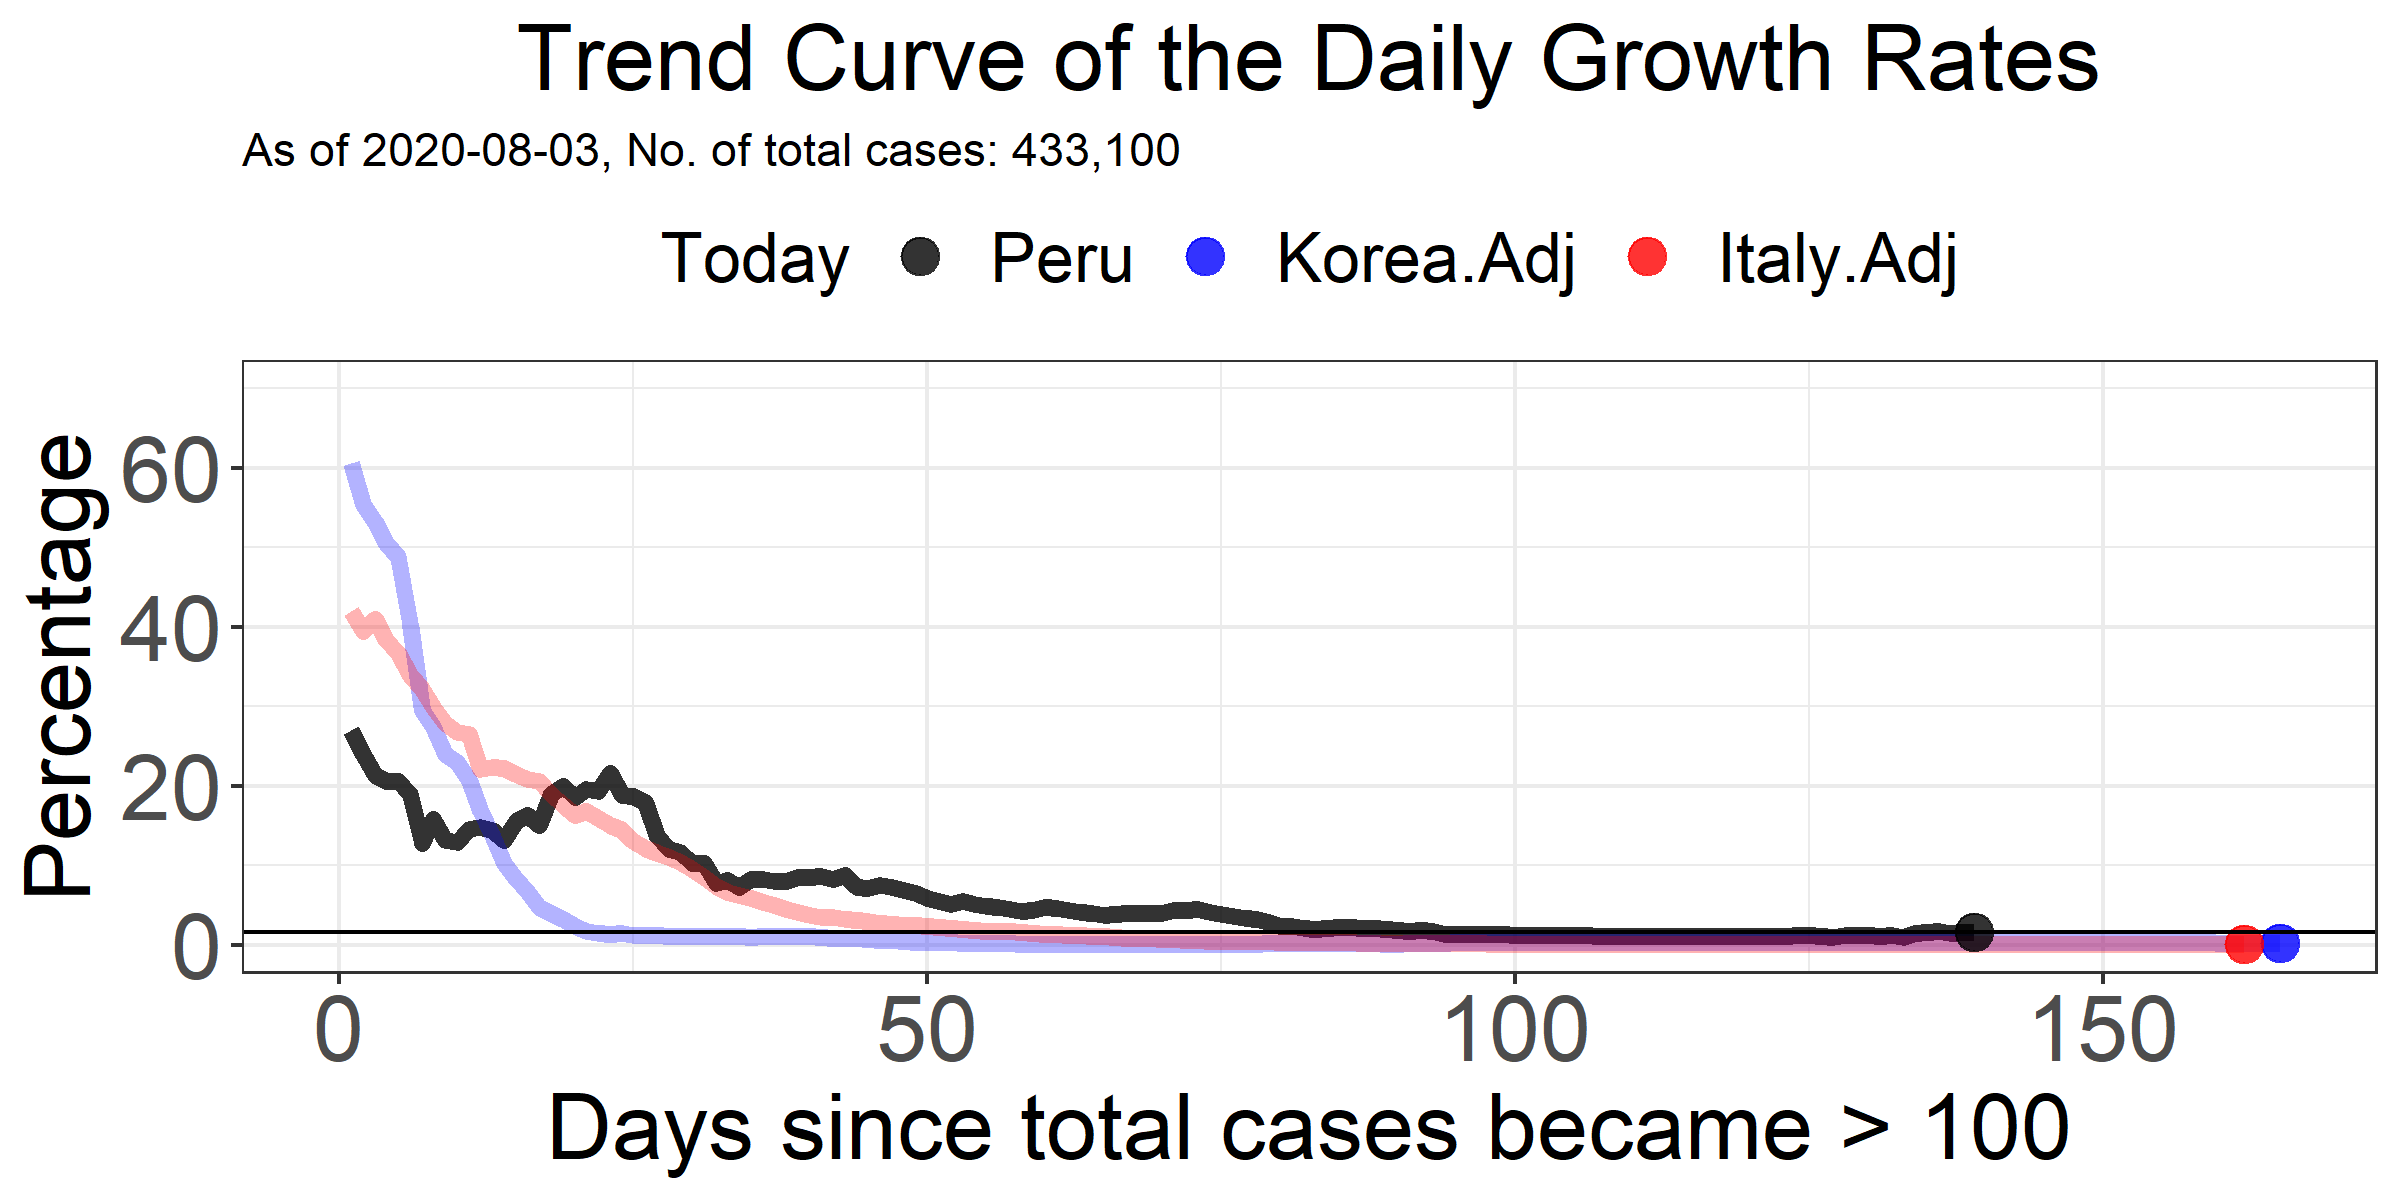 Trend Curve of the Daily Growth Rates
As of 2020-08-03, No. of total cases: 433,100
Today Peru Korea.Adj Italy.Adj
Percentage
60
40
20
0
0 50 100 150
Days since total cases became > 100